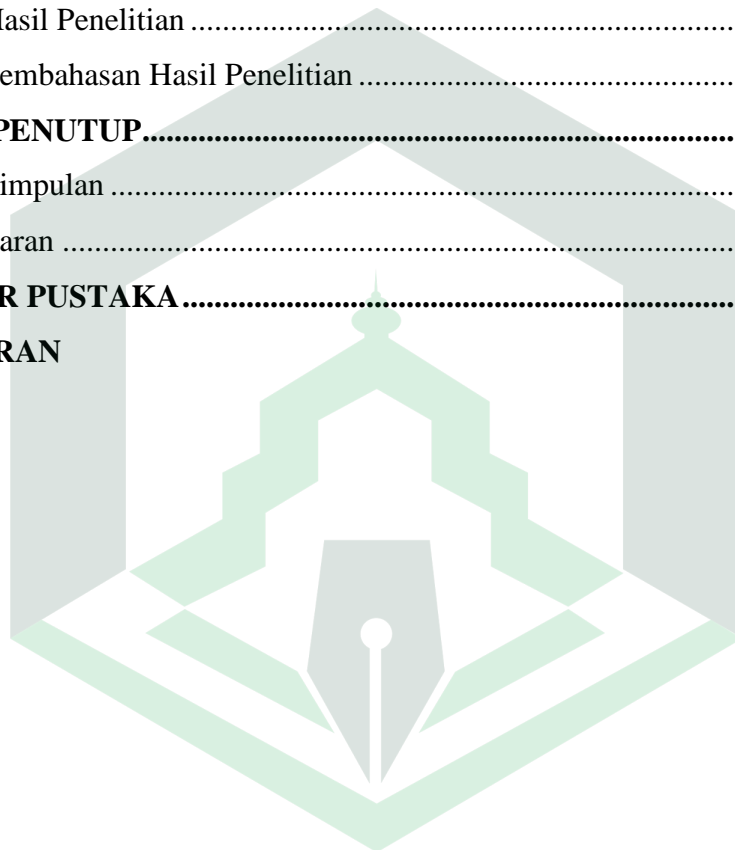 Hasil Penelitian ....................................................................................
embahasan Hasil Penelitian ..........................................................
PENUTUP...........................................................................................
impulan ................................................................................................
aran .......................................................................................................
R PUSTAKA....................................................................................
RAN